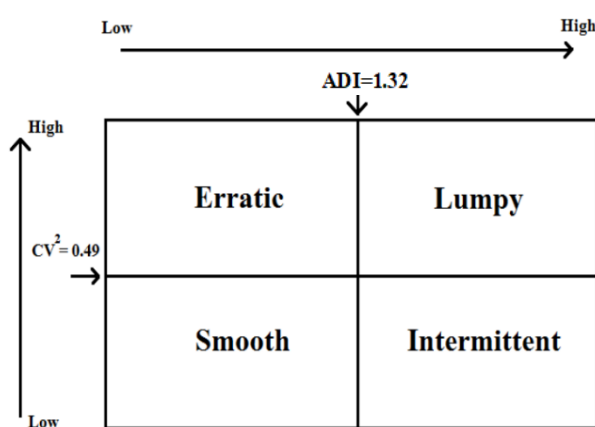 Low
High
ADI=1.32
High
Erratic
Lumpy
CV²= 0.49
Smooth
Intermittent
Low